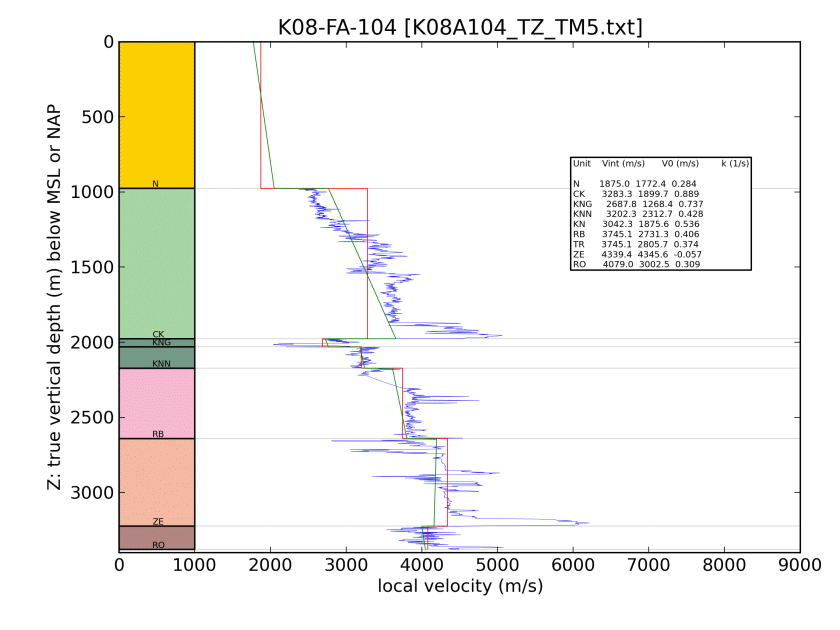 K08-FA-104 [K08A104_TZ_TM5.txt]
0
500
1000
1500
2000
2500
3000
Z: true vertical depth (m) below MSL or NAP
N
CK
KNG
KNN
RB
ZE
RO
Unit Vint (m/s) V0 (m/s) k (1/s)
N 1875.0 1772.4 0.284
CK 3283.3 1899.7 0.889
KNG 2687.8 1268.4 0.737
KNN 3202.3 2312.7 0.428
KN 3042.3 1875.6 0.536
RB 3745.1 2731.3 0.406
TR 3745.1 2805.7 0.374
ZE 4339.4 4345.6 -0.057
RO 4079.0 3002.5 0.309
0 1000 2000 3000 4000 5000 6000 7000 8000 9000
local velocity (m/s)